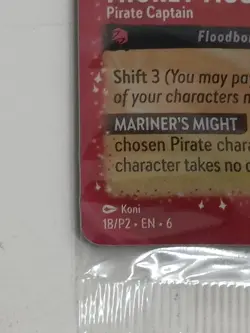 Pirate Captain
Floodbo
Shift 3 (You may pa
of your characters n
MARINER'S MIGHT
chosen Pirate chara
character takes no d
Koni
18/P2 • EN • 6